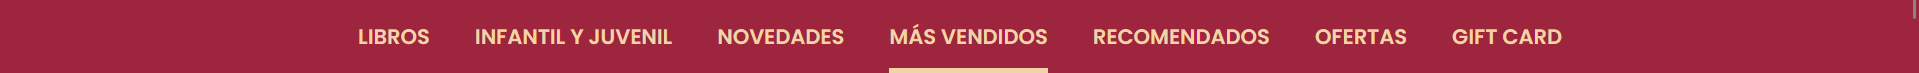 LIBROS INFANTIL Y JUVENIL NOVEDADES MÁS VENDIDOS RECOMENDADOS OFERTAS GIFT CARD